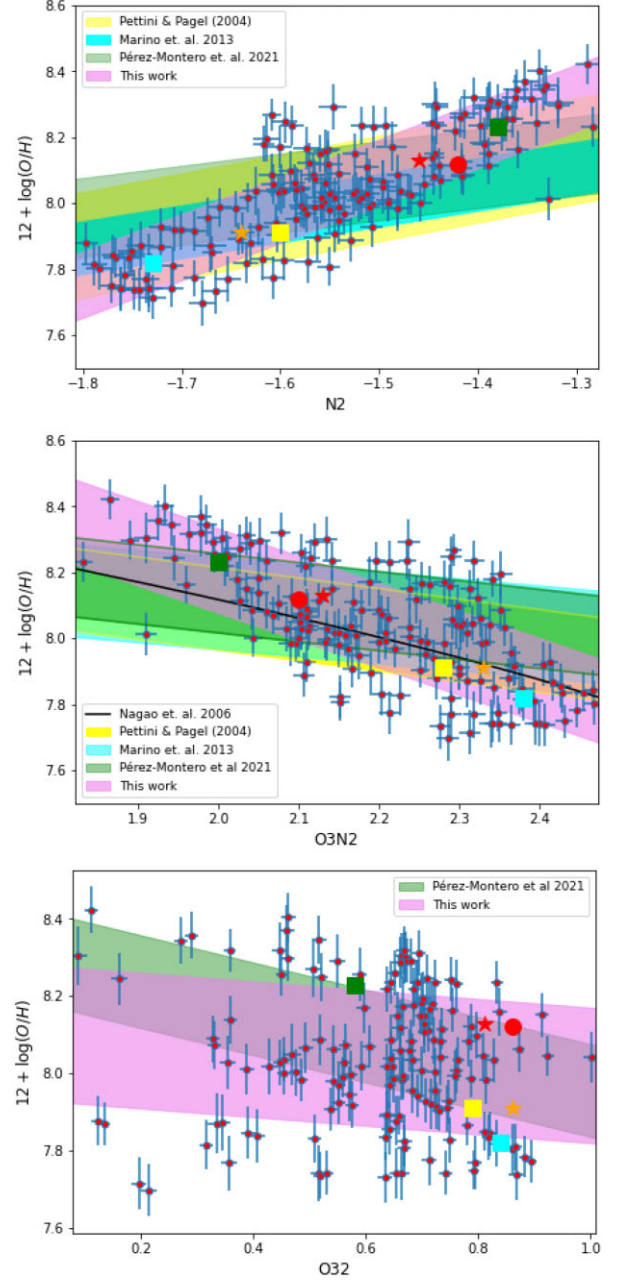 Pettini & Pagel (2004)
Marino et. al. 2013
Pérez-Montero et. al. 2021
This work
8.6
8.4
8.2
8.0
7.8
7.6
12 + log(O/H)
−1.8 −1.7 −1.6 −1.5 −1.4 −1.3
N2
8.6
8.4
8.2
8.0
7.8
7.6
12 + log(O/H)
Nagao et. al. 2006
Pettini & Pagel (2004)
Marino et. al. 2013
Pérez-Montero et al 2021
This work
1.9 2.0 2.1 2.2 2.3 2.4
O3N2
Pérez-Montero et al 2021
This work
8.4
8.2
8.0
7.8
7.6
12 + log(O/H)
0.2 0.4 0.6 0.8 1.0
O32